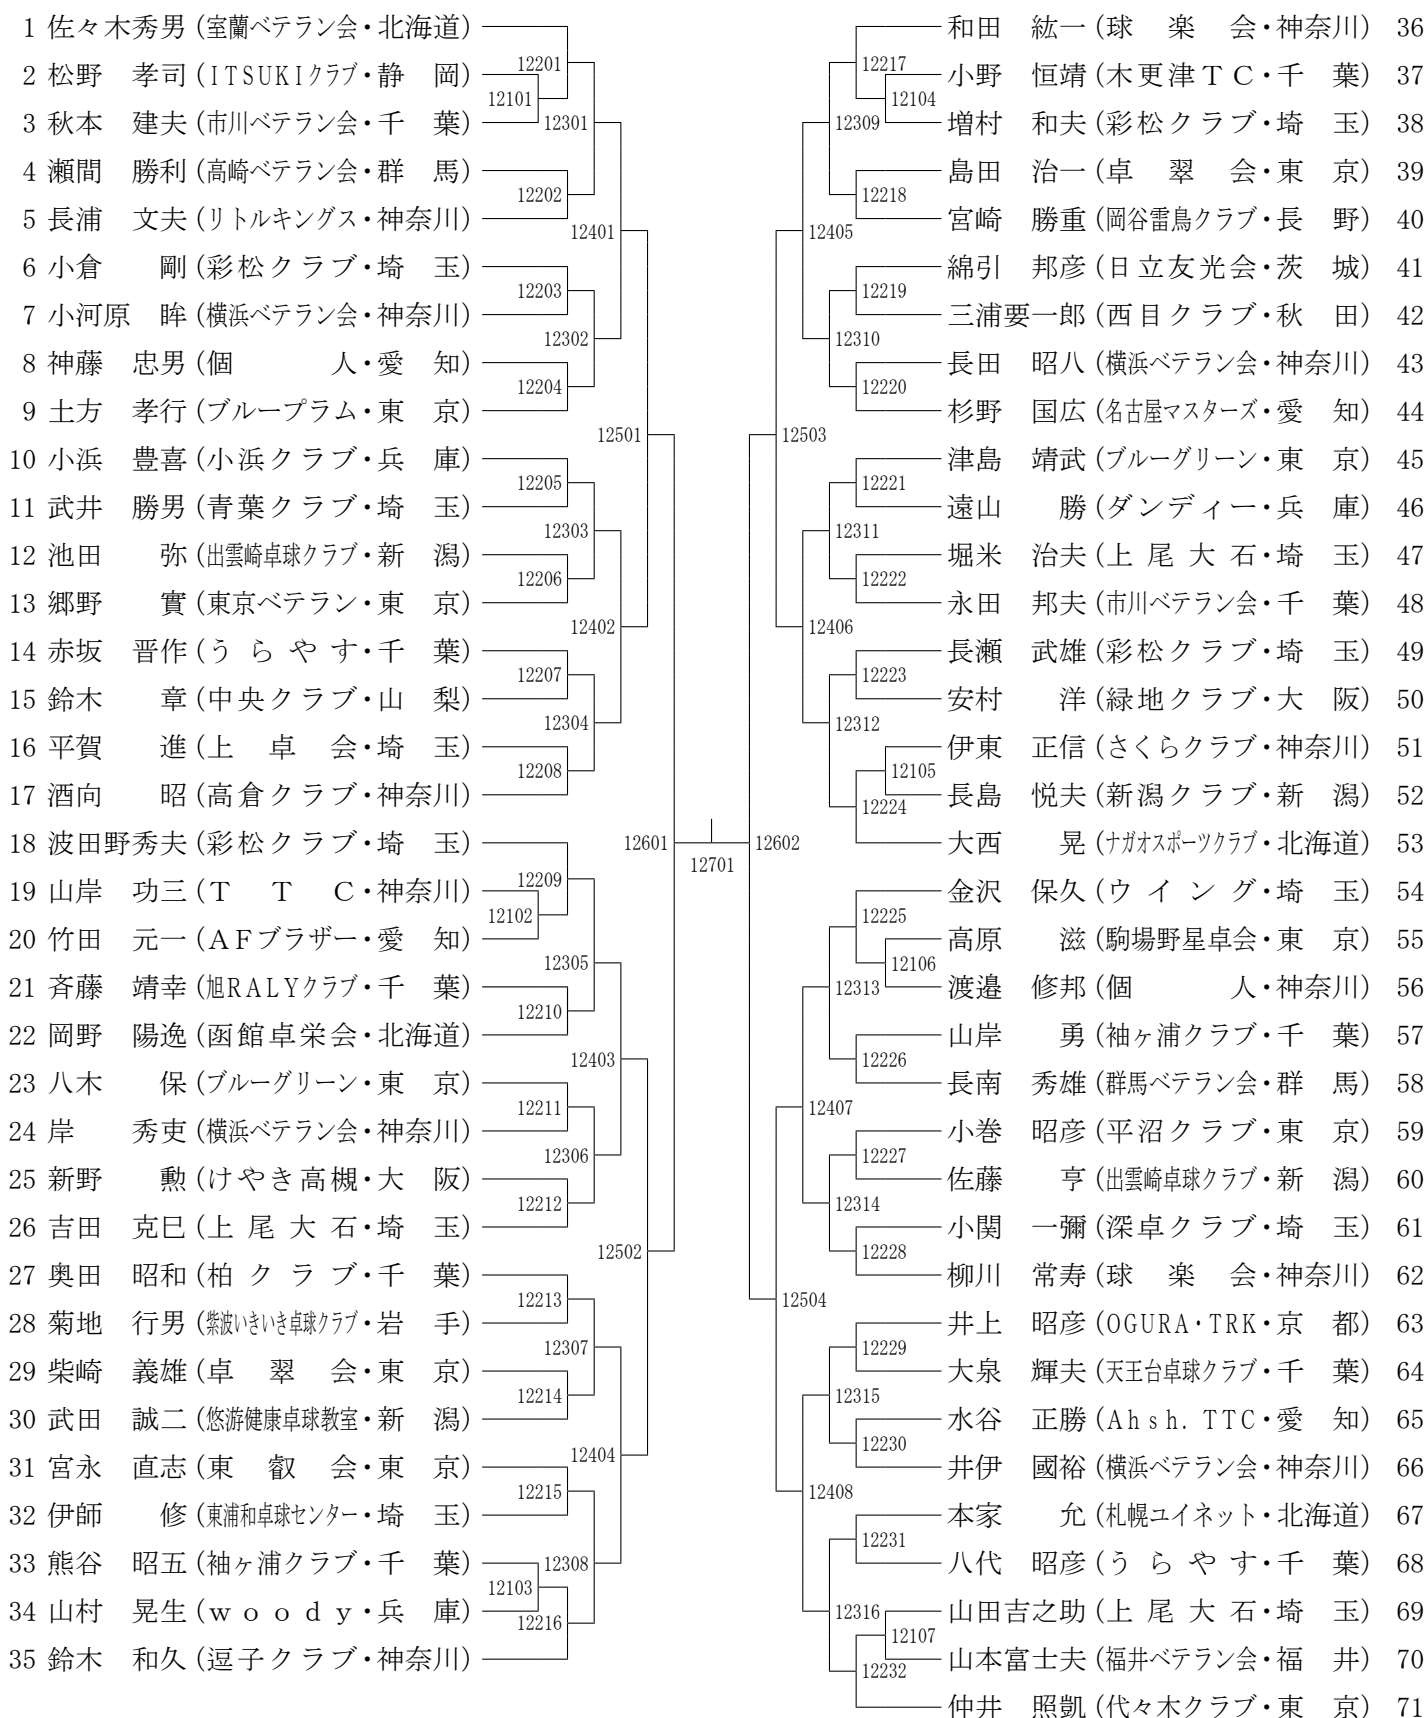 1 佐々木秀男 (室蘭ベテラン会・北海道)
2 松野 孝司 (ITSUKIクラブ・静 岡)
3 秋本 建夫 (市川ベテラン会・千 葉)
4 瀬間 勝利 (高崎ベテラン会・群 馬)
5 長浦 文夫 (リトルキングス・神奈川)
6 小倉 剛 (彩松クラブ・埼 玉)
7 小河原 眸 (横浜ベテラン会・神奈川)
8 神藤 忠男 (個 人・愛 知)
9 土方 孝行 (ブループラム・東 京)
10 小浜 豊喜 (小浜クラブ・兵 庫)
11 武井 勝男 (青葉クラブ・埼 玉)
12 池田 弥 (出雲崎卓球クラブ・新 潟)
13 郷野 實 (東京ベテラン・東 京)
14 赤坂 晋作 (うらやす・千 葉)
15 鈴木 章 (中央クラブ・山 梨)
16 平賀 進 (上 卓 会・埼 玉)
17 酒向 昭 (高倉クラブ・神奈川)
18 波田野秀夫 (彩松クラブ・埼 玉)
19 山岸 功三 (T T C・神奈川)
20 竹田 元一 (AFブラザー・愛 知)
21 斉藤 靖幸 (旭RALYクラブ・千 葉)
22 岡野 陽逸 (函館卓栄会・北海道)
23 八木 保 (ブルーグリーン・東 京)
24 岸 秀吏 (横浜ベテラン会・神奈川)
25 新野 勲 (けやき高槻・大 阪)
26 吉田 克巳 (上尾大石・埼 玉)
27 奥田 昭和 (柏クラブ・千 葉)
28 菊地 行男 (紫波いきいき卓球クラブ・岩 手)
29 柴崎 義雄 (卓 翠 会・東 京)
30 武田 誠二 (悠游健康卓球教室・新 潟)
31 宮永 直志 (東 叡 会・東 京)
32 伊師 修 (東浦和卓球センター・埼 玉)
33 熊谷 昭五 (袖ヶ浦クラブ・千 葉)
34 山村 晃生 (woody・兵 庫)
35 鈴木 和久 (逗子クラブ・神奈川)
12101
12102
12103
12201
12202
12203
12204
12205
12206
12207
12208
12209
12210
12211
12212
12213
12214
12215
12216
12301
12302
12303
12304
12305
12306
12307
12308
12401
12402
12403
12404
12501
12502
12601
12701
12602
12503
12504
12405
12406
12407
12408
12309
12310
12311
12312
12313
12314
12315
12316
12217
12218
12219
12220
12221
12222
12223
12224
12225
12226
12227
12228
12229
12230
12231
12232
12104
12105
12106
12107
和田 紘一 (球 楽 会・神奈川) 36
小野 恒靖 (木更津TC・千 葉) 37
増村 和夫 (彩松クラブ・埼 玉) 38
島田 治一 (卓 翠 会・東 京) 39
宮崎 勝重 (岡谷雷鳥クラブ・長 野) 40
綿引 邦彦 (日立友光会・茨 城) 41
三浦要一郎 (西目クラブ・秋 田) 42
長田 昭八 (横浜ベテラン会・神奈川) 43
杉野 国広 (名古屋マスターズ・愛 知) 44
津島 靖武 (ブルーグリーン・東 京) 45
遠山 勝 (ダンディー・兵 庫) 46
堀米 治夫 (上尾大石・埼 玉) 47
永田 邦夫 (市川ベテラン会・千 葉) 48
長瀬 武雄 (彩松クラブ・埼 玉) 49
安村 洋 (緑地クラブ・大 阪) 50
伊東 正信 (さくらクラブ・神奈川) 51
長島 悦夫 (新潟クラブ・新 潟) 52
大西 晃 (ナガオスポーツクラブ・北海道) 53
金沢 保久 (ウイング・埼 玉) 54
高原 滋 (駒場野星卓会・東 京) 55
渡邉 修邦 (個 人・神奈川) 56
山岸 勇 (袖ヶ浦クラブ・千 葉) 57
長南 秀雄 (群馬ベテラン会・群 馬) 58
小巻 昭彦 (平沼クラブ・東 京) 59
佐藤 亨 (出雲崎卓球クラブ・新 潟) 60
小関 一彌 (深卓クラブ・埼 玉) 61
柳川 常寿 (球 楽 会・神奈川) 62
井上 昭彦 (OGURA・TRK・京 都) 63
大泉 輝夫 (天王台卓球クラブ・千 葉) 64
水谷 正勝 (Ahsh. TTC・愛 知) 65
井伊 國裕 (横浜ベテラン会・神奈川) 66
本家 允 (札幌ユイネット・北海道) 67
八代 昭彦 (うらやす・千 葉) 68
山田吉之助 (上尾大石・埼 玉) 69
山本富士夫 (福井ベテラン会・福 井) 70
仲井 照凱 (代々木クラブ・東 京) 71